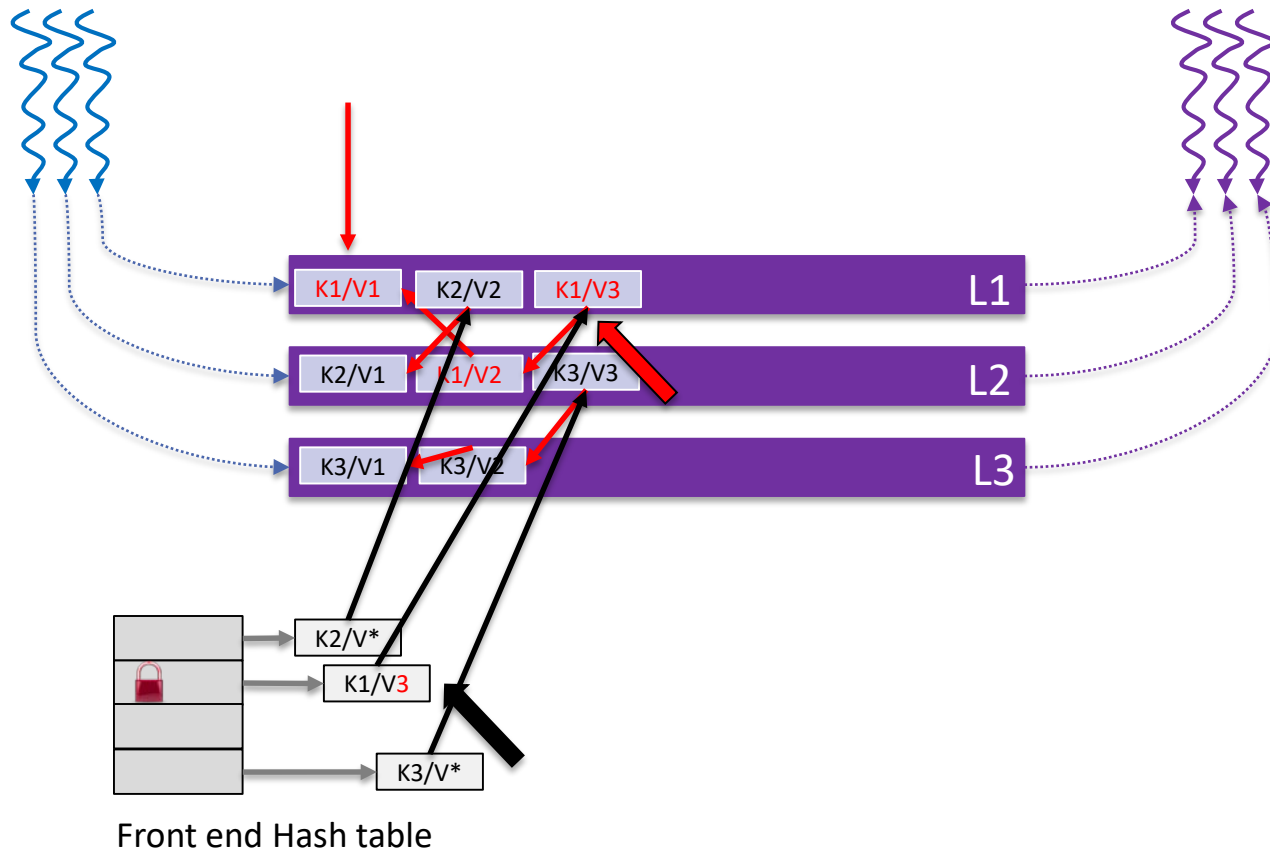 K1/V1 K2/V2 K1/V3 L1
K2/V1 K1/V2 K3/V3 L2
K3/V1 K3/V2 L3
K2/V*
K1/V3
K3/V*
Front end Hash table